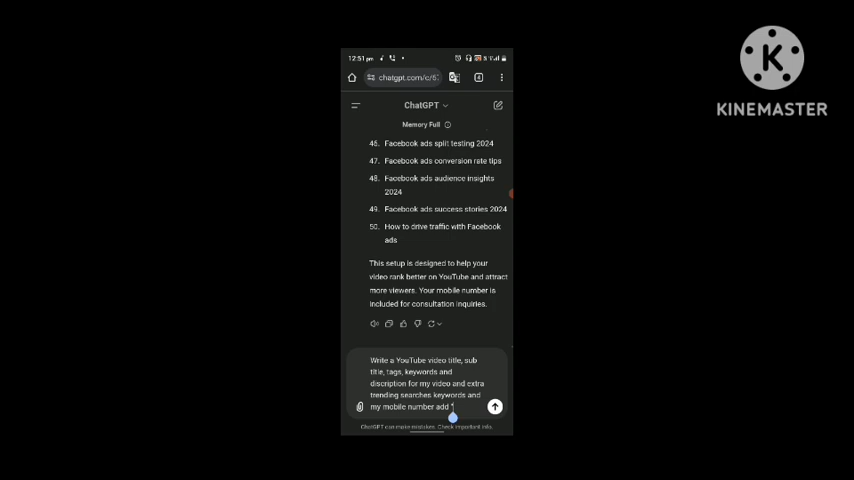 12:51 pm
chatgpt.com/c/6
4
ChatGPT
Memory Full
46. Facebook ads split testing 2024
47. Facebook ads conversion rate tips
48. Facebook ads audience insights
2024
49. Facebook ads success stories 2024
50. How to drive traffic with Facebook
ads
This setup is designed to help your
video rank better on YouTube and attract
more viewers. Your mobile number is
included for consultation inquiries.
Write a YouTube video title, sub
title, tags, keywords and
discription for my video and extra
trending searches keywords and
my mobile number add "
ChatGPT can make mistakes. Check important info.
K
KINEMASTER